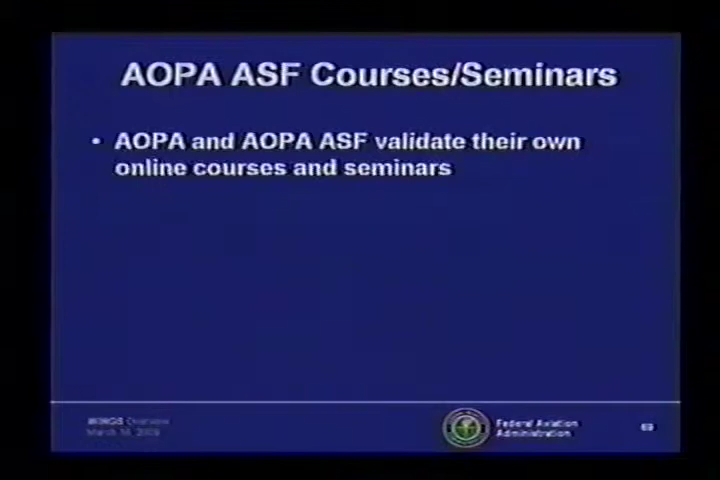 AOPA ASF Courses/Seminars
• AOPA and AOPA ASF validate their own
online courses and seminars
WINGS Overview
Federal Aviation
Administration
69